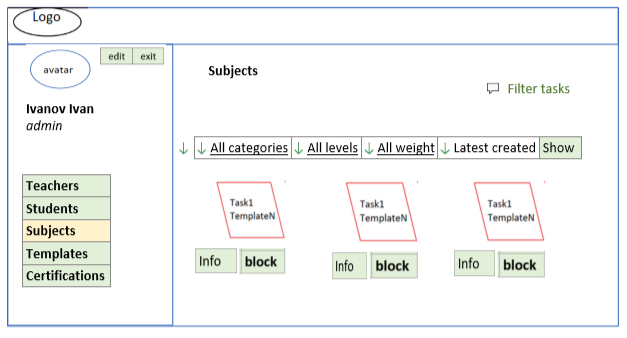 Logo
edit exit
avatar
Ivanov Ivan
admin
Teachers
Students
Subjects
Templates
Certifications
Subjects
Filter tasks
↓ ↓ All categories ↓ All levels ↓ All weight ↓ Latest created Show
Task1
TemplateN
Info block
Task1
TemplateN
Info block
Task1
TemplateN
Info block